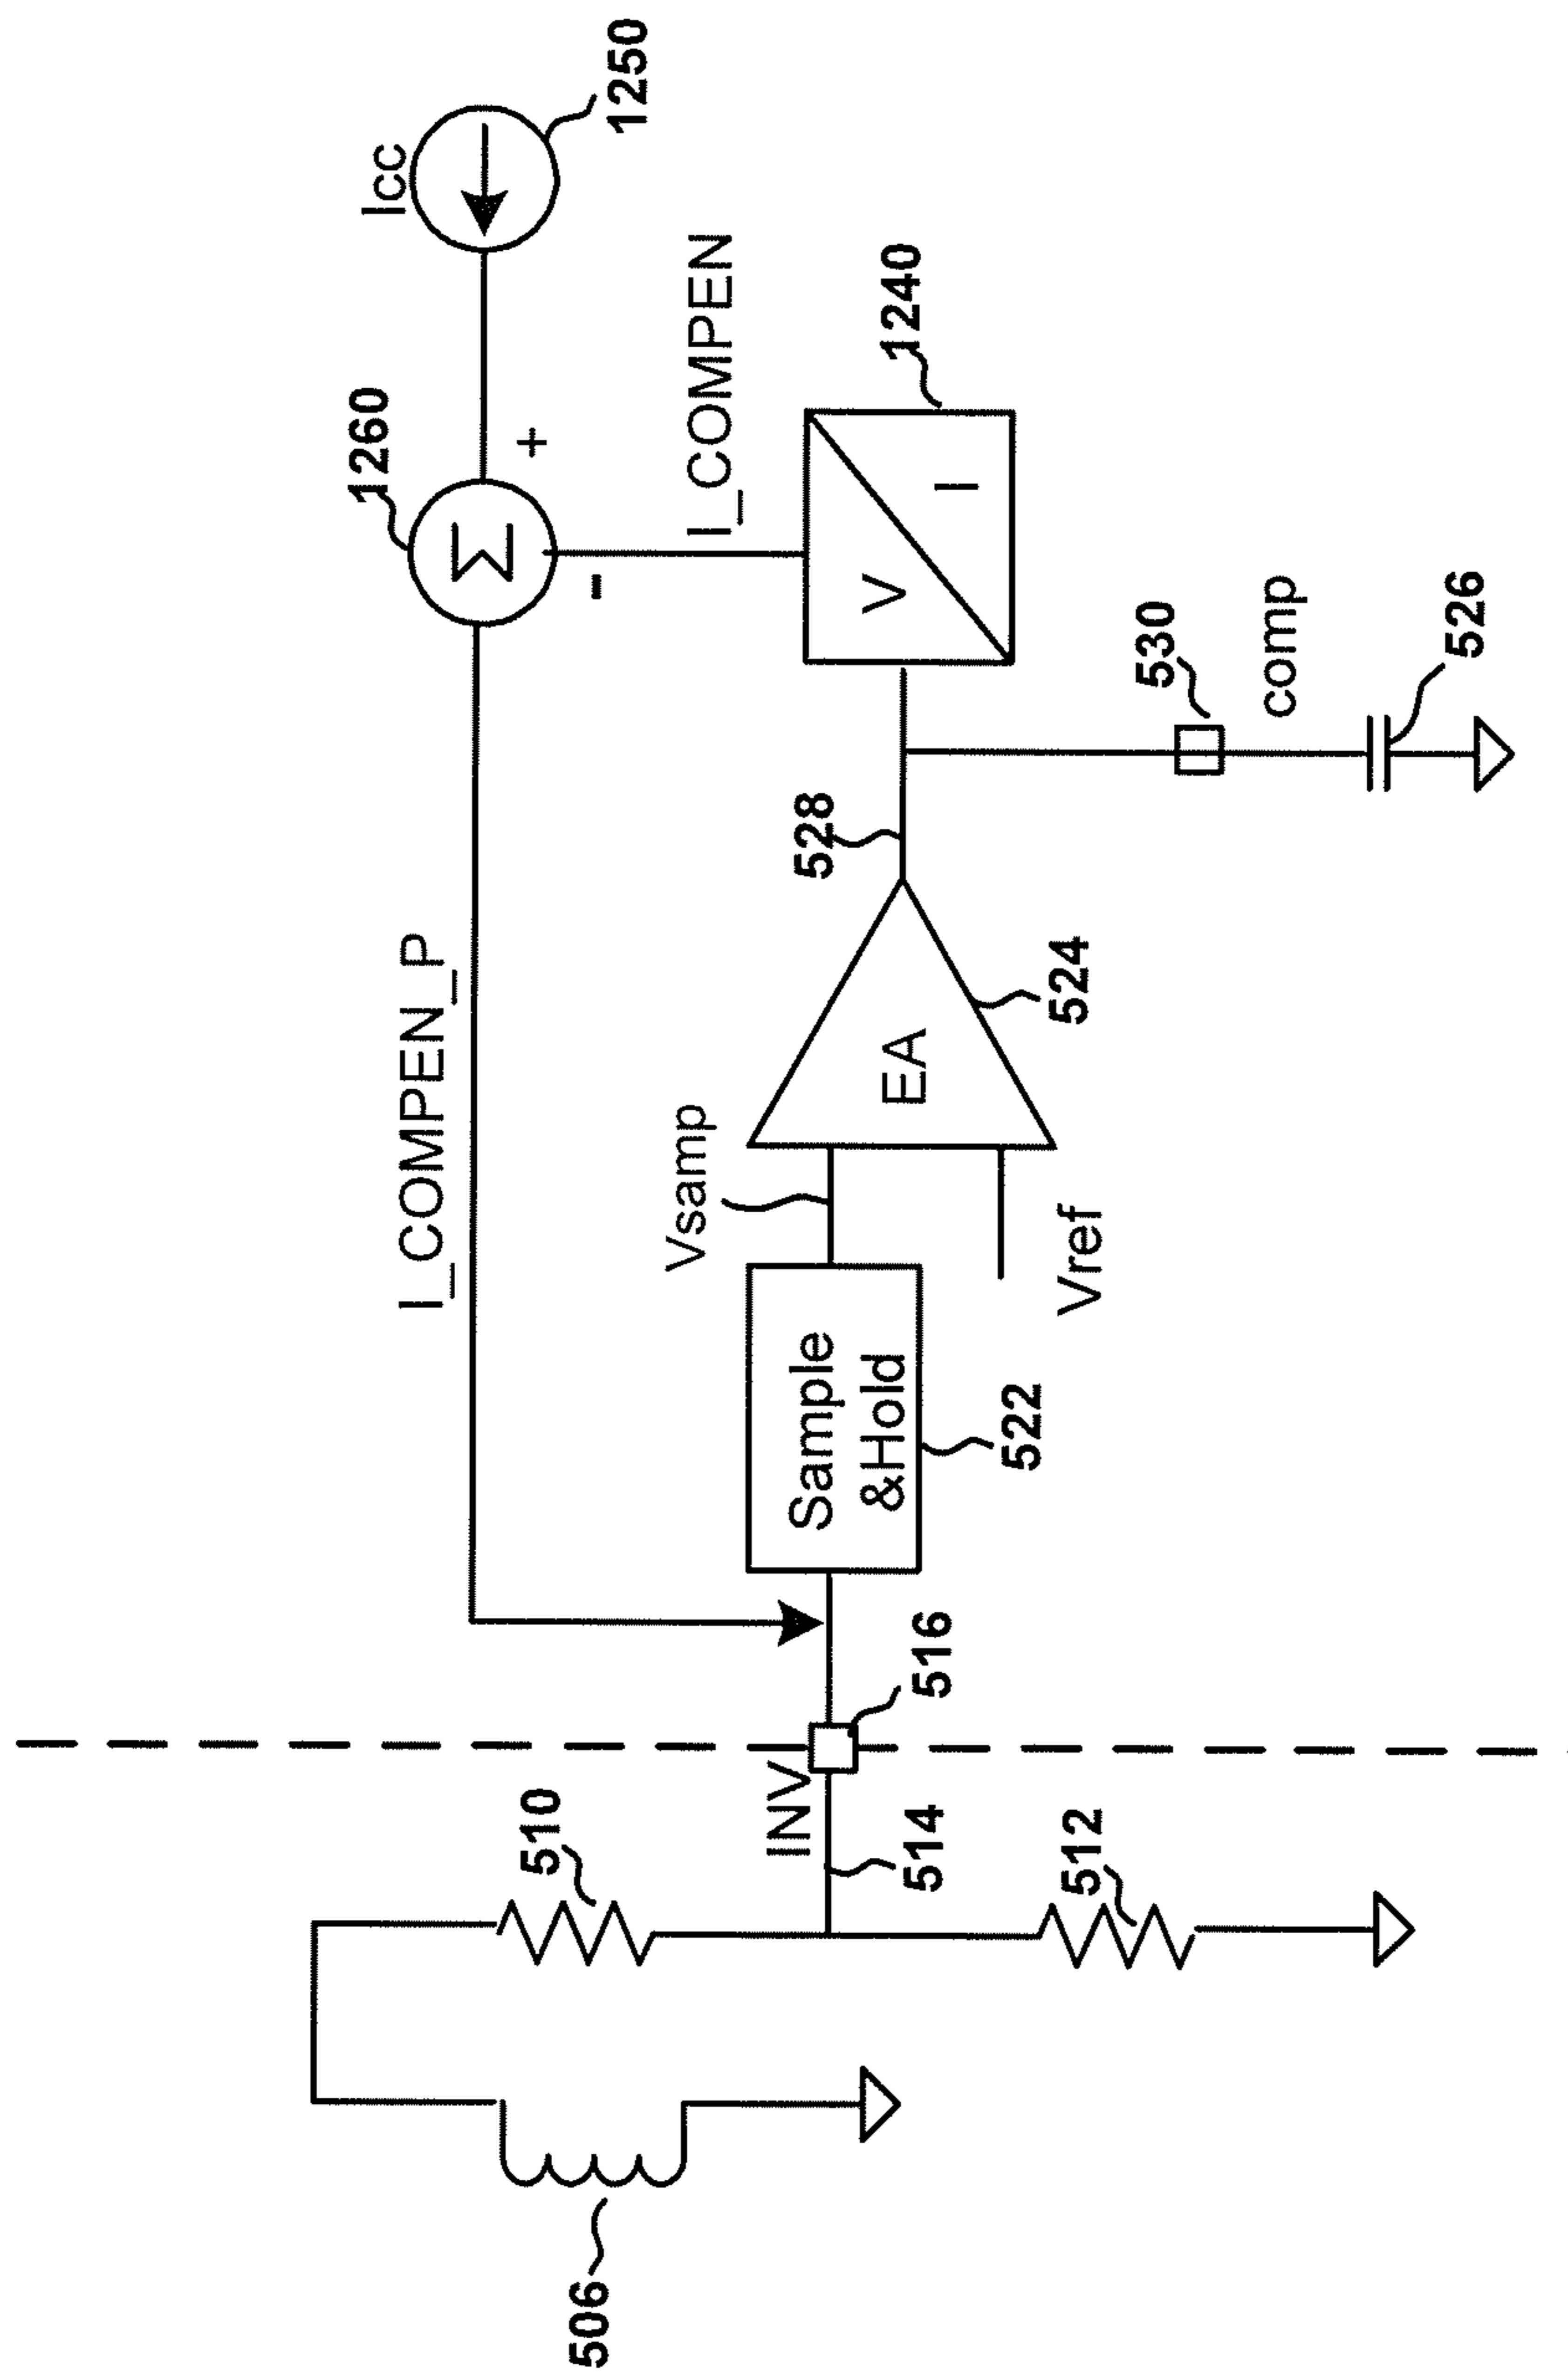 Icc
1250
1260
Σ
+
-
I_COMPEN_P
I_COMPEN
1240
V
I
528
530
comp
526
EA
524
Vsamp
Vref
Sample
&Hold
522
516
INV
514
510
512
506